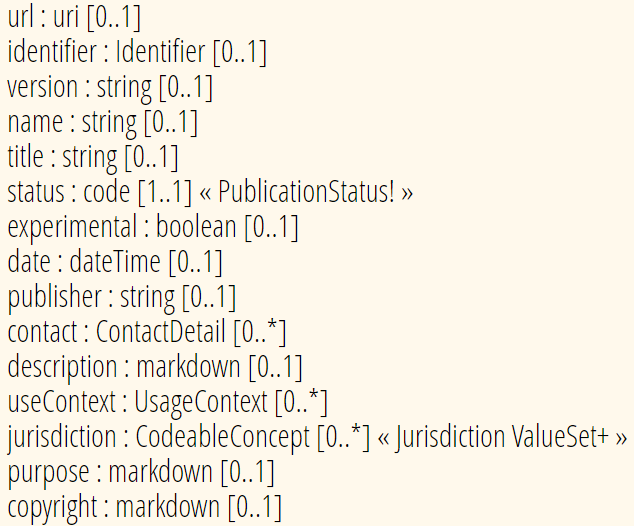 url : uri [0..1]
identifier : Identifier [0..1]
version : string [0..1]
name : string [0..1]
title : string [0..1]
status : code [1..1] « PublicationStatus! »
experimental : boolean [0..1]
date : dateTime [0..1]
publisher : string [0..1]
contact : ContactDetail [0..*]
description : markdown [0..1]
useContext : UsageContext [0..*]
jurisdiction : CodeableConcept [0..*] « Jurisdiction ValueSet+ »
purpose : markdown [0..1]
copyright : markdown [0..1]